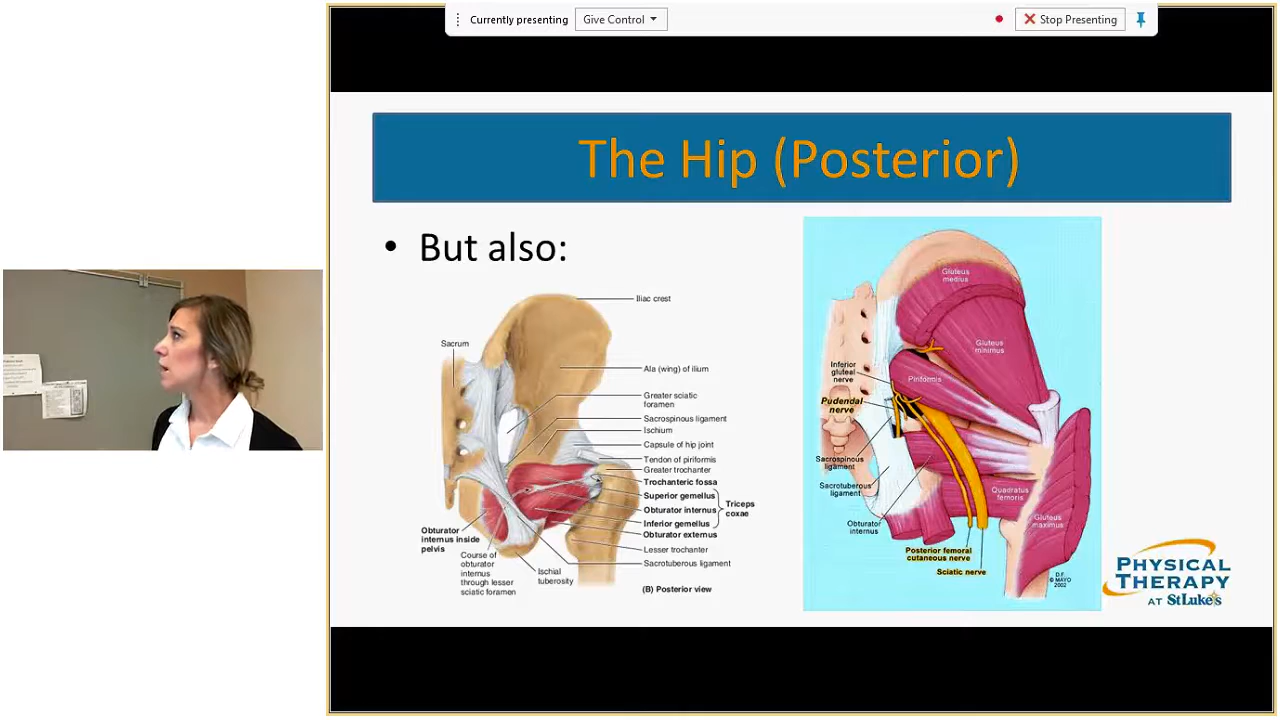 Currently presenting
Give Control
Stop Presenting
The Hip (Posterior)
• But also:
Iliac crest
Sacrum
Ala (wing) of ilium
Greater sciatic
foramen
Sacrospinous ligament
Ischium
Capsule of hip joint
Tendon of piriformis
Greater trochanter
Trochanteric fossa
Superior gemellus
Obturator internus
Inferior gemellus
Triceps
coxae
Obturator externus
Lesser trochanter
Sacrotuberous ligament
Obturator
internus inside
pelvis
Course of
obturator
internus
through lesser
sciatic foramen
Ischial
tuberosity
(B) Posterior view
Gluteus
medius
Gluteus
minimus
Inferior
gluteal
nerve
Piriformis
Pudendal
nerve
Sacrospinous
ligament
Sacrotuberous
ligament
Obturator
internus
Quadratus
femoris
Gluteus
maximus
Posterior femoral
cutaneous nerve
Sciatic nerve
D.F.
© MAYO
2002
PHYSICAL
THERAPY
AT StLuke's